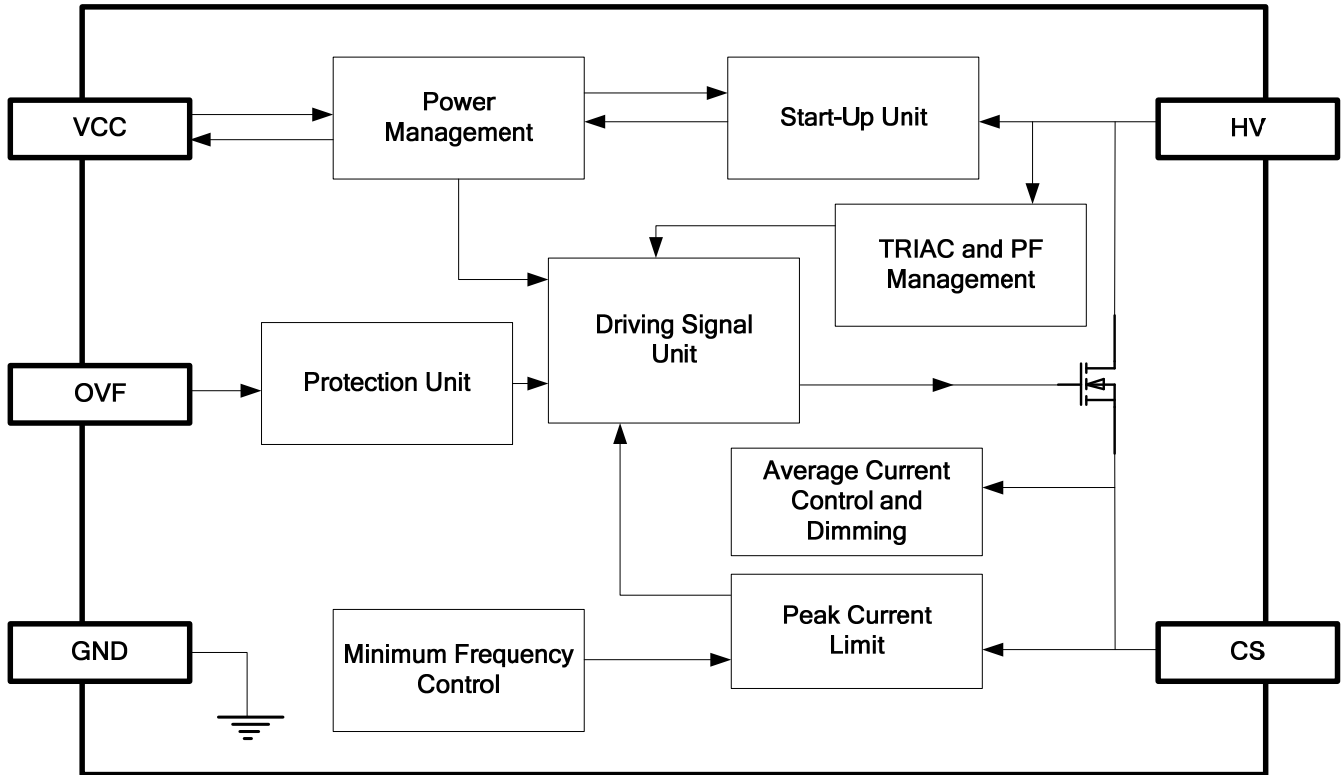 VCC
Power
Management
Start-Up Unit
HV
TRIAC and PF
Management
Driving Signal
Unit
OVF
Protection Unit
Average Current
Control and
Dimming
GND
Minimum Frequency
Control
Peak Current
Limit
CS